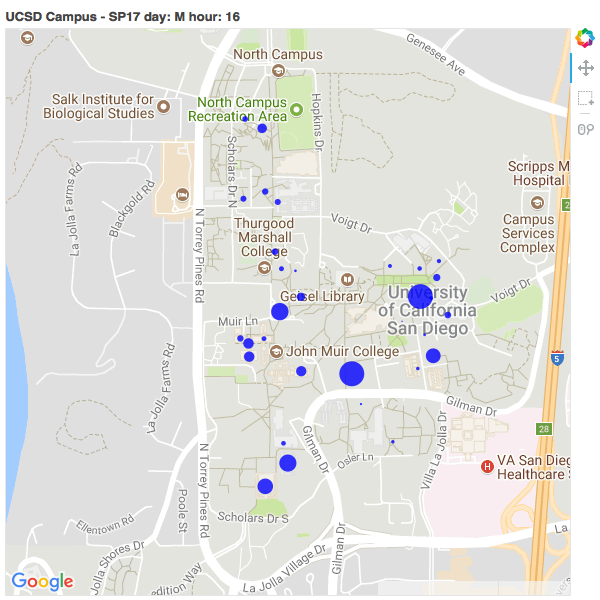 UCSD Campus - SP17 day: M hour: 16
Genesee Ave
North Campus
Salk Institute for
Biological Studies
North Campus
Recreation Area
Hopkins Dr
Scholars Dr N
Scripps M
Hospital
La Jolla Farms Rd
Blackgold Rd
2
N Torrey Pines Rd
Voigt Dr
Campus
Services
Complex
Thurgood
Marshall
College
Geisel Library
University
of California
San Diego
Voigt Dr
Muir Ln
John Muir College
5
La Jolla Farms Rd
Gilman Dr
28
Gilman Dr
Villa La Jolla Dr
N Torrey Pines Rd
Osler Ln
H
VA San Dieg
Healthcare
Poole St
Scholars Dr S
Ellentown Rd
La
Gilman Dr
La Jolla Shores Dr
La Jolla Village Dr
edition Way
Google